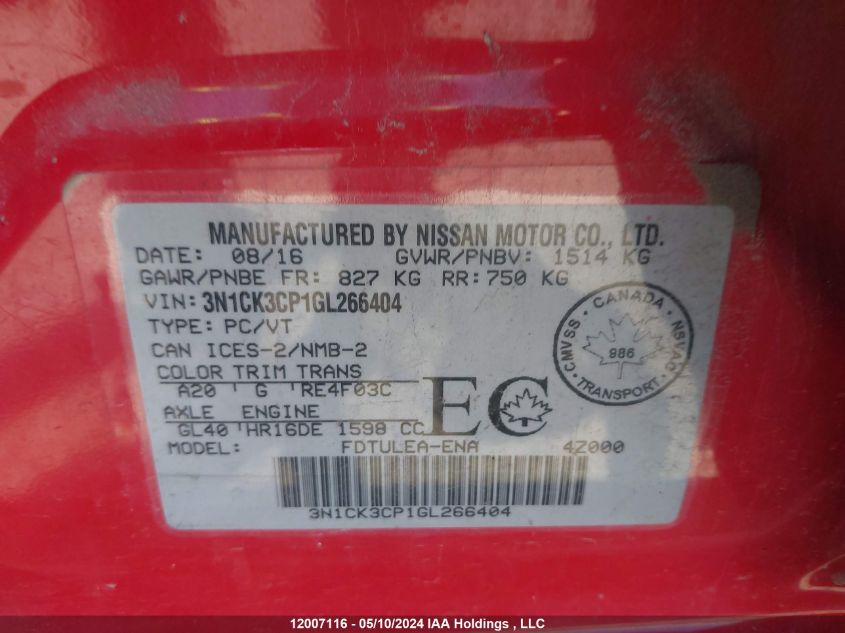 MANUFACTURED BY NISSAN MOTOR CO., LTD.
DATE: 08/16 GVWR/PNBV: 1514 KG
GAWR/PNBE FR: 827 KG RR: 750 KG
VIN: 3N1CK3CP1GL266404
TYPE: PC/VT
CAN ICES-2/NMB-2
COLOR TRIM TRANS
A20 ' G 'RE4F03C
AXLE ENGINE
GL40 'HR16DE 1598 CC
MODEL: FDTULEA-ENA 4Z000
EC
CANADA
CMVSS · NSVAC
986
TRANSPORT
3N1CK3CP1GL266404
12007116 - 05/10/2024 IAA Holdings , LLC